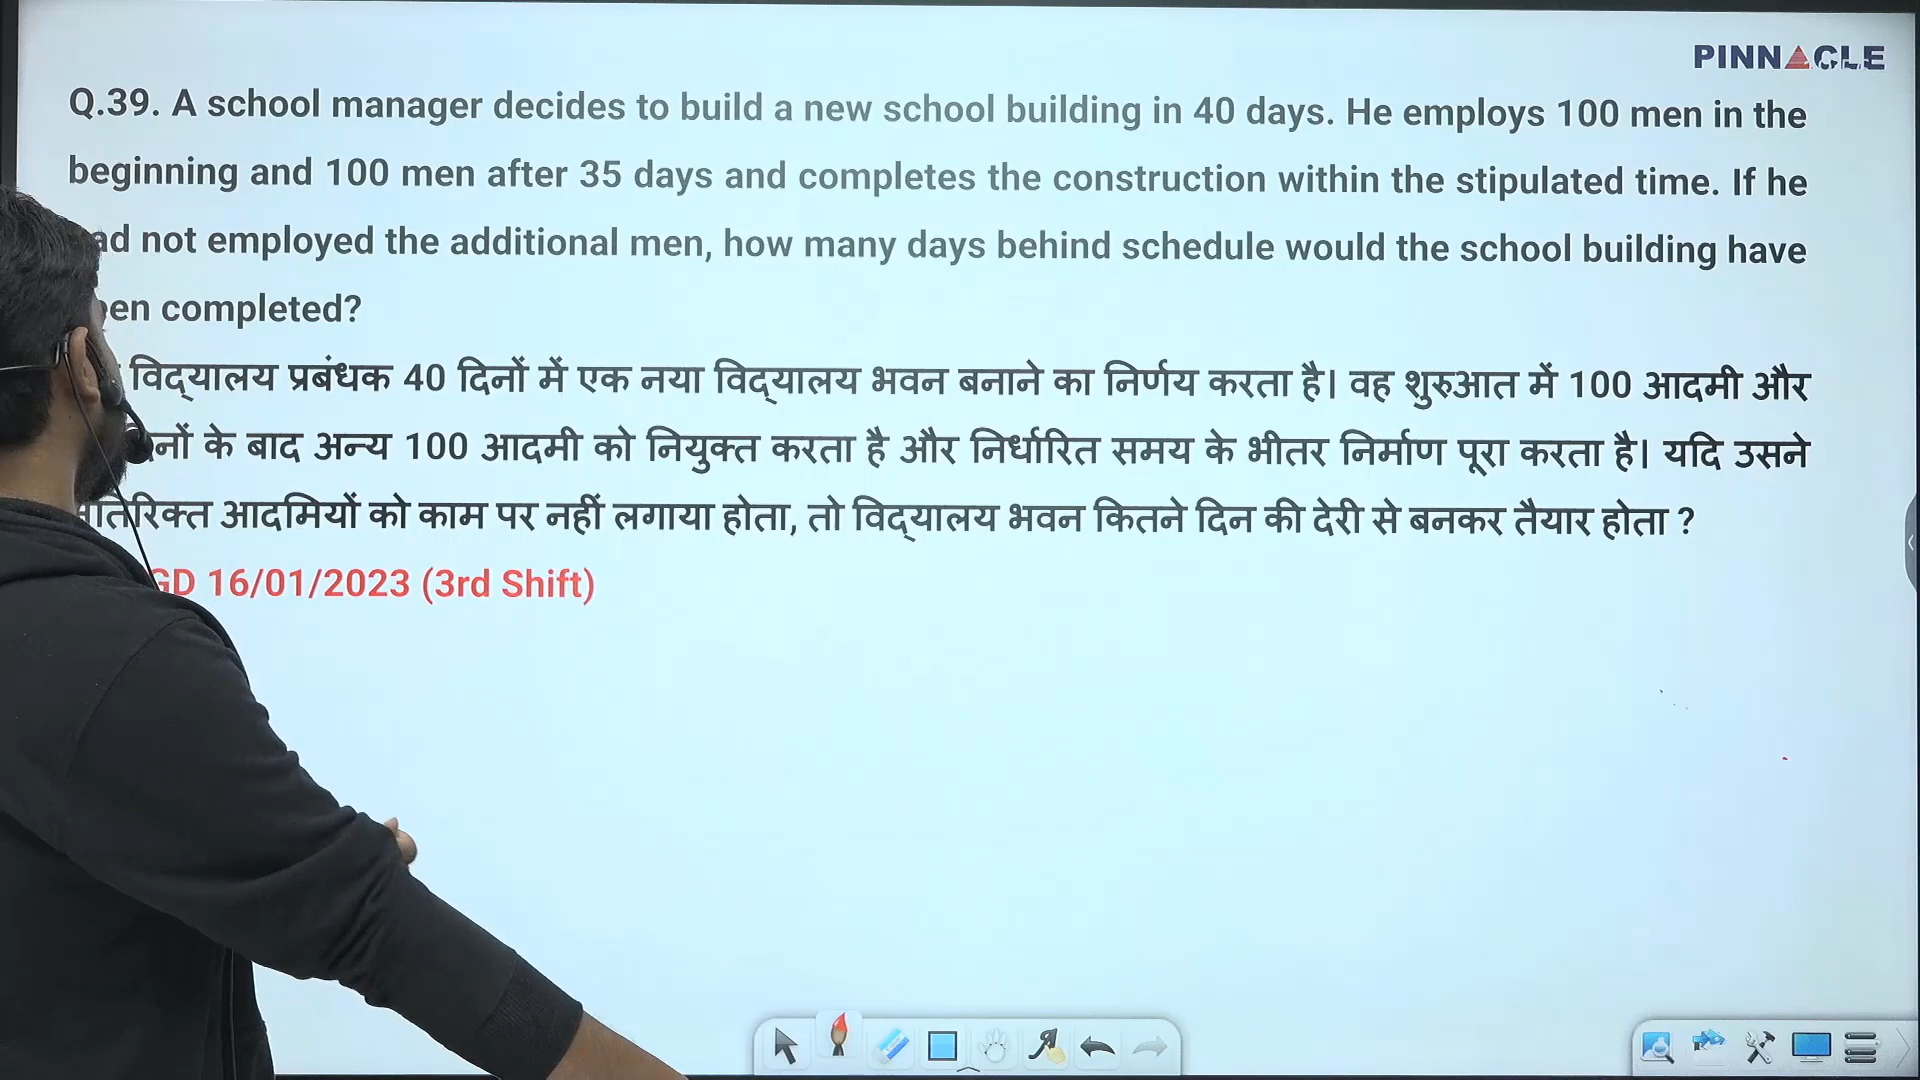 PINNACLE
Q.39. A school manager decides to build a new school building in 40 days. He employs 100 men in the
beginning and 100 men after 35 days and completes the construction within the stipulated time. If he
not employed the additional men, how many days behind schedule would the school building have
completed?
विद्यालय प्रबंधक 40 दिनों में एक नया विद्यालय भवन बनाने का निर्णय करता है। वह शुरुआत में 100 आदमी और
के बाद अन्य 100 आदमी को नियुक्त करता है और निर्धारित समय के भीतर निर्माण पूरा करता है। यदि उसने
आदमियों को काम पर नहीं लगाया होता, तो विद्यालय भवन कितने दिन की देरी से बनकर तैयार होता ?
GD 16/01/2023 (3rd Shift)